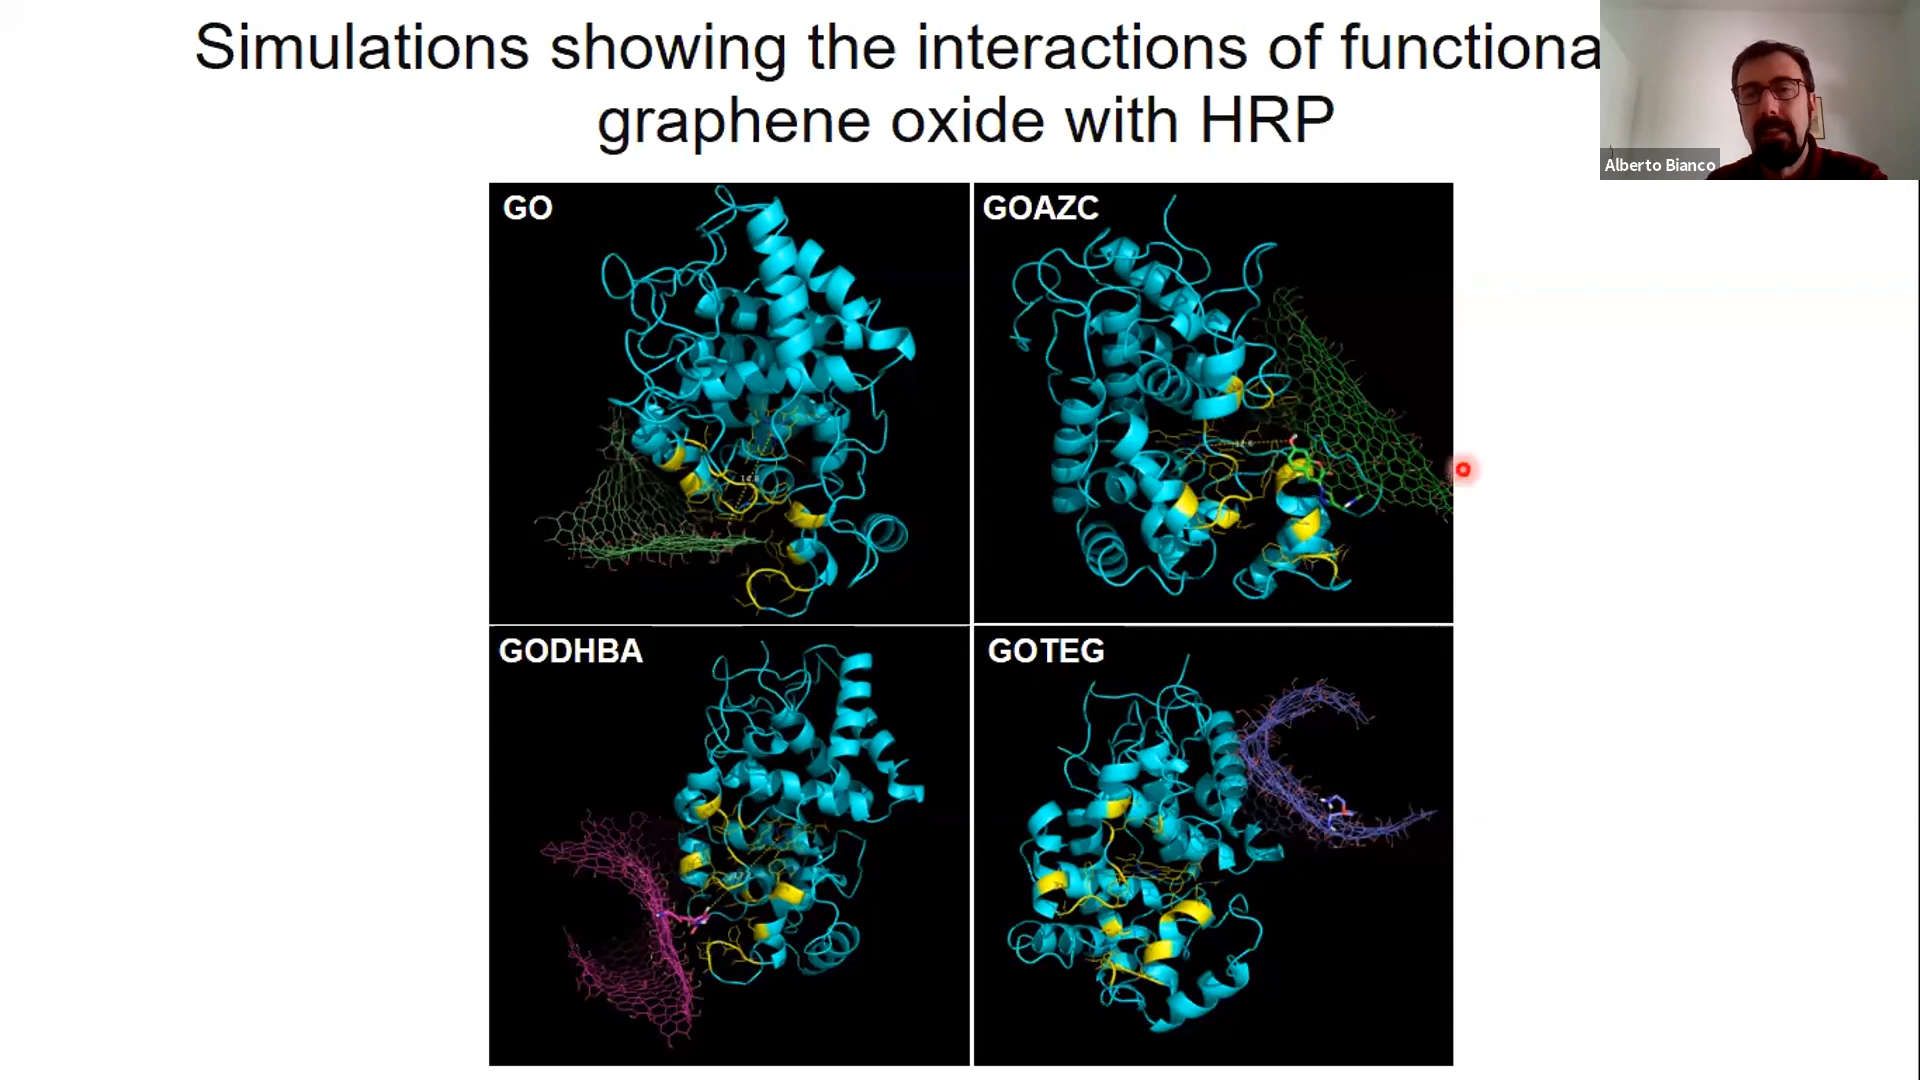 Simulations showing the interactions of functiona
graphene oxide with HRP
Alberto Bianco
GO
GOAZC
GODHBA
GOTEG